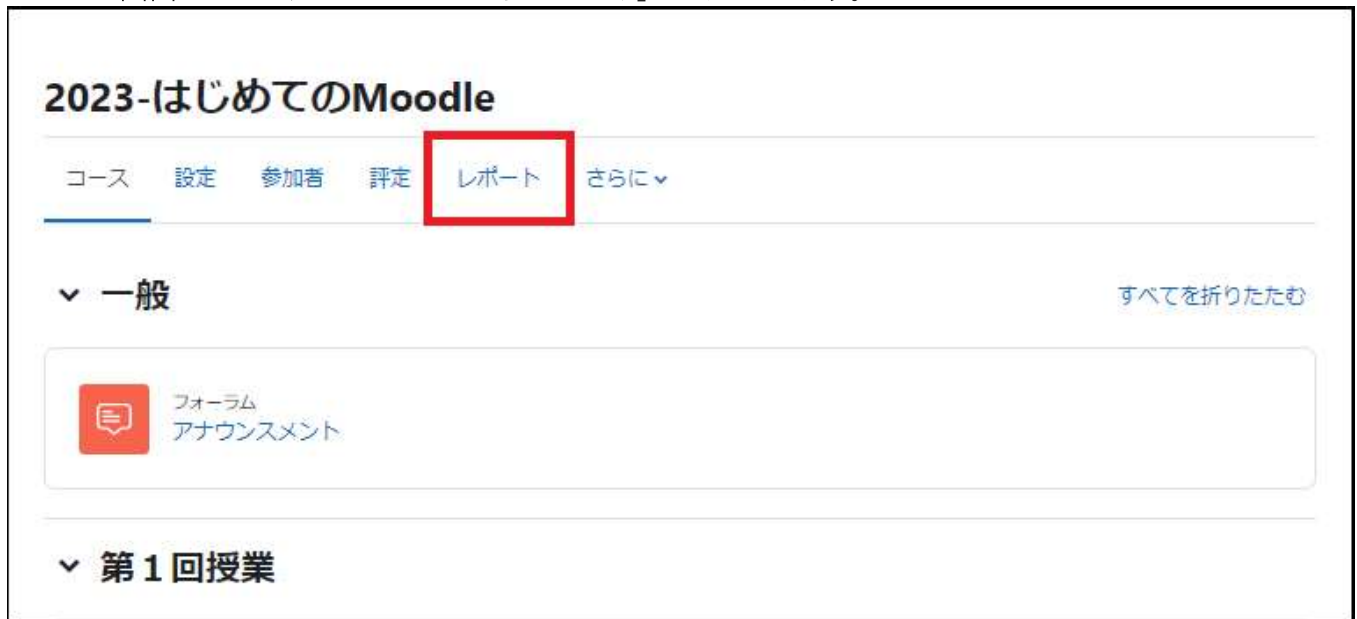 2023-はじめてのMoodle
コース 設定 参加者 評定 レポート さらに
一般 すべてを折りたたむ
フォーラム
アナウンスメント
第1回授業